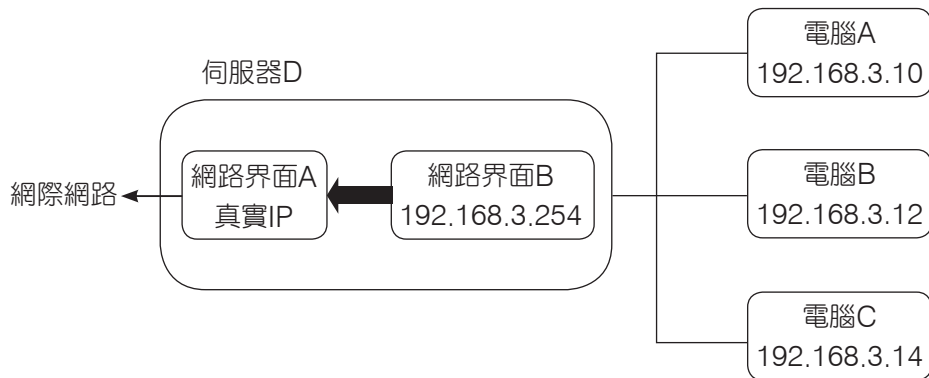 伺服器D
網際網路
網路界面A
真實IP
網路界面B
192.168.3.254
電腦A
192.168.3.10
電腦B
192.168.3.12
電腦C
192.168.3.14